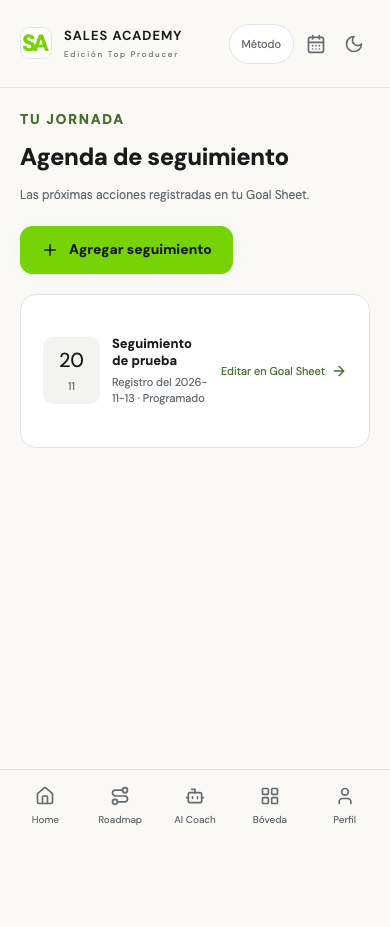 SA
SALES ACADEMY
Edición Top Producer
Método
TU JORNADA
Agenda de seguimiento
Las próximas acciones registradas en tu Goal Sheet.
+ Agregar seguimiento
20
11
Seguimiento
de prueba
Registro del 2026-
11-13 · Programado
Editar en Goal Sheet →
Home
Roadmap
AI Coach
Bóveda
Perfil